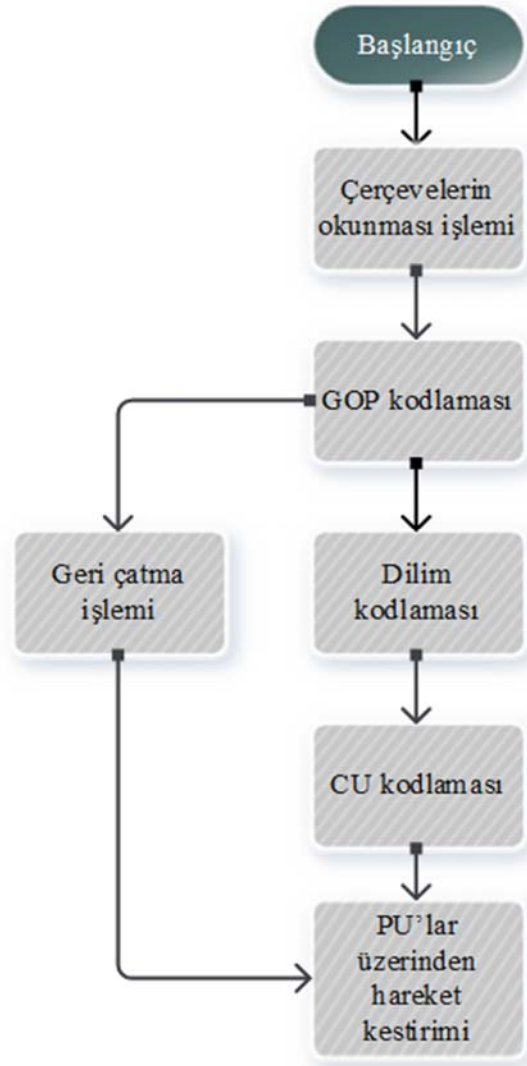 Başlangıç
Çerçevelerin
okunması işlemi
GOP kodlaması
Geri çatma
işlemi
Dilim
kodlaması
CU kodlaması
PU’lar
üzerinden
hareket
kestirimi